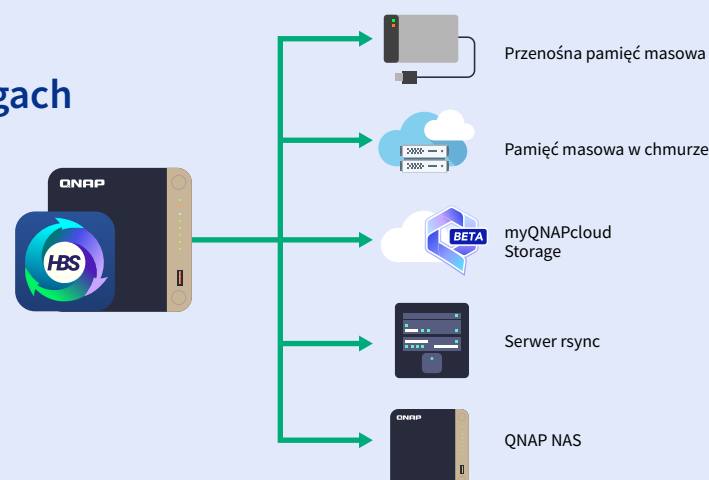 gach
Przenośna pamięć masowa
Pamięć masowa w chmurze
QNAP
HBS
BETA
myQNAPcloud
Storage
Serwer rsync
QNAP
QNAP NAS